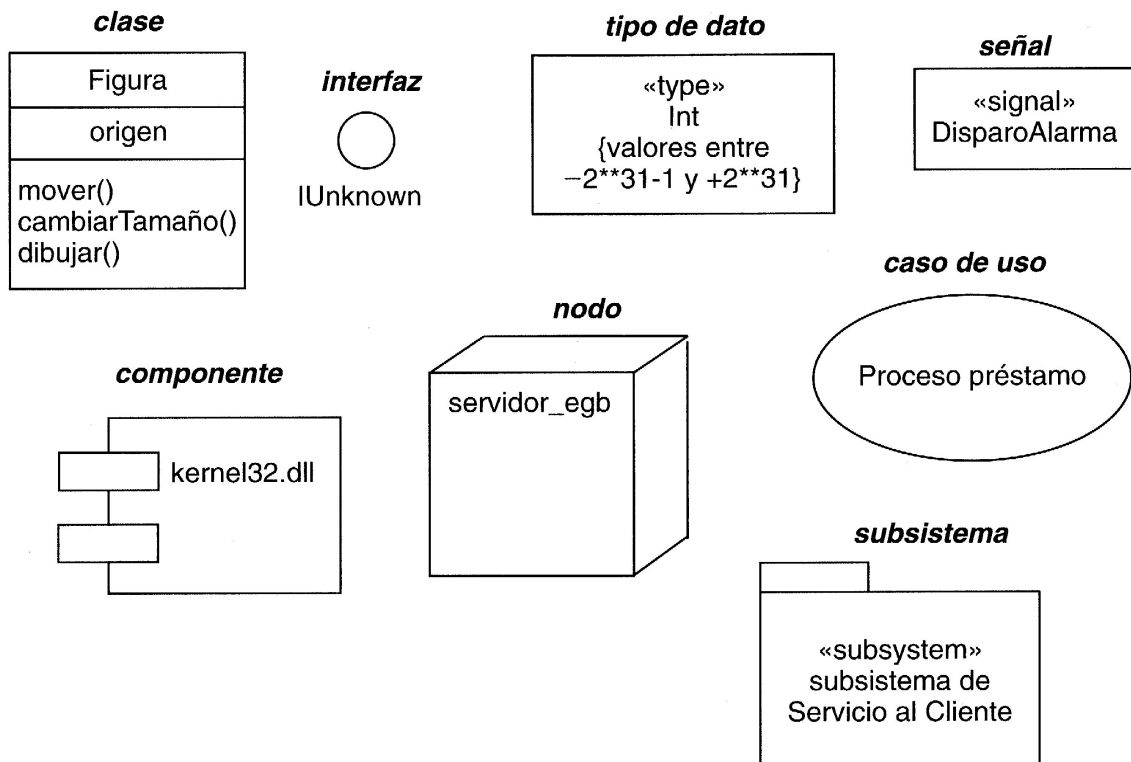 clase
Figura
origen
mover()
cambiarTamaño()
dibujar()
interfaz
IUnknown
tipo de dato
«type»
Int
{valores entre
−2**31-1 y +2**31}
señal
«signal»
DisparoAlarma
componente
kernel32.dll
nodo
servidor_egb
caso de uso
Proceso préstamo
subsistema
«subsystem»
subsistema de
Servicio al Cliente